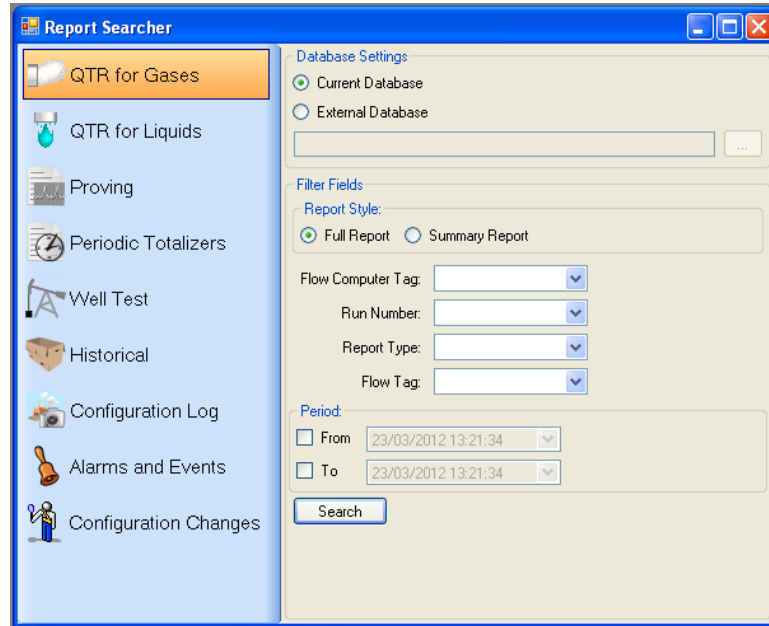 Report Searcher
QTR for Gases
QTR for Liquids
Proving
Periodic Totalizers
Well Test
Historical
Configuration Log
Alarms and Events
Configuration Changes
Database Settings
Current Database
External Database
...
Filter Fields
Report Style:
Full Report Summary Report
Flow Computer Tag:
Run Number:
Report Type:
Flow Tag:
Period:
From 23/03/2012 13:21:34
To 23/03/2012 13:21:34
Search